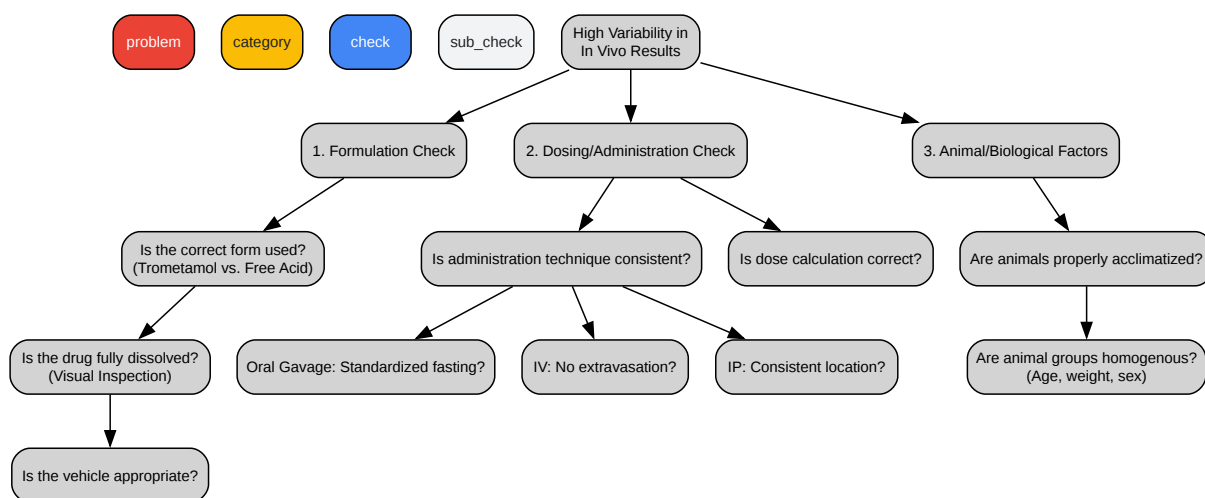 problem
category
check
sub_check
High Variability in
In Vivo Results
1. Formulation Check
2. Dosing/Administration Check
3. Animal/Biological Factors
Is the correct form used?
(Trometamol vs. Free Acid)
Is administration technique consistent?
Is dose calculation correct?
Are animals properly acclimatized?
Is the drug fully dissolved?
(Visual Inspection)
Oral Gavage: Standardized fasting?
IV: No extravasation?
IP: Consistent location?
Are animal groups homogenous?
(Age, weight, sex)
Is the vehicle appropriate?